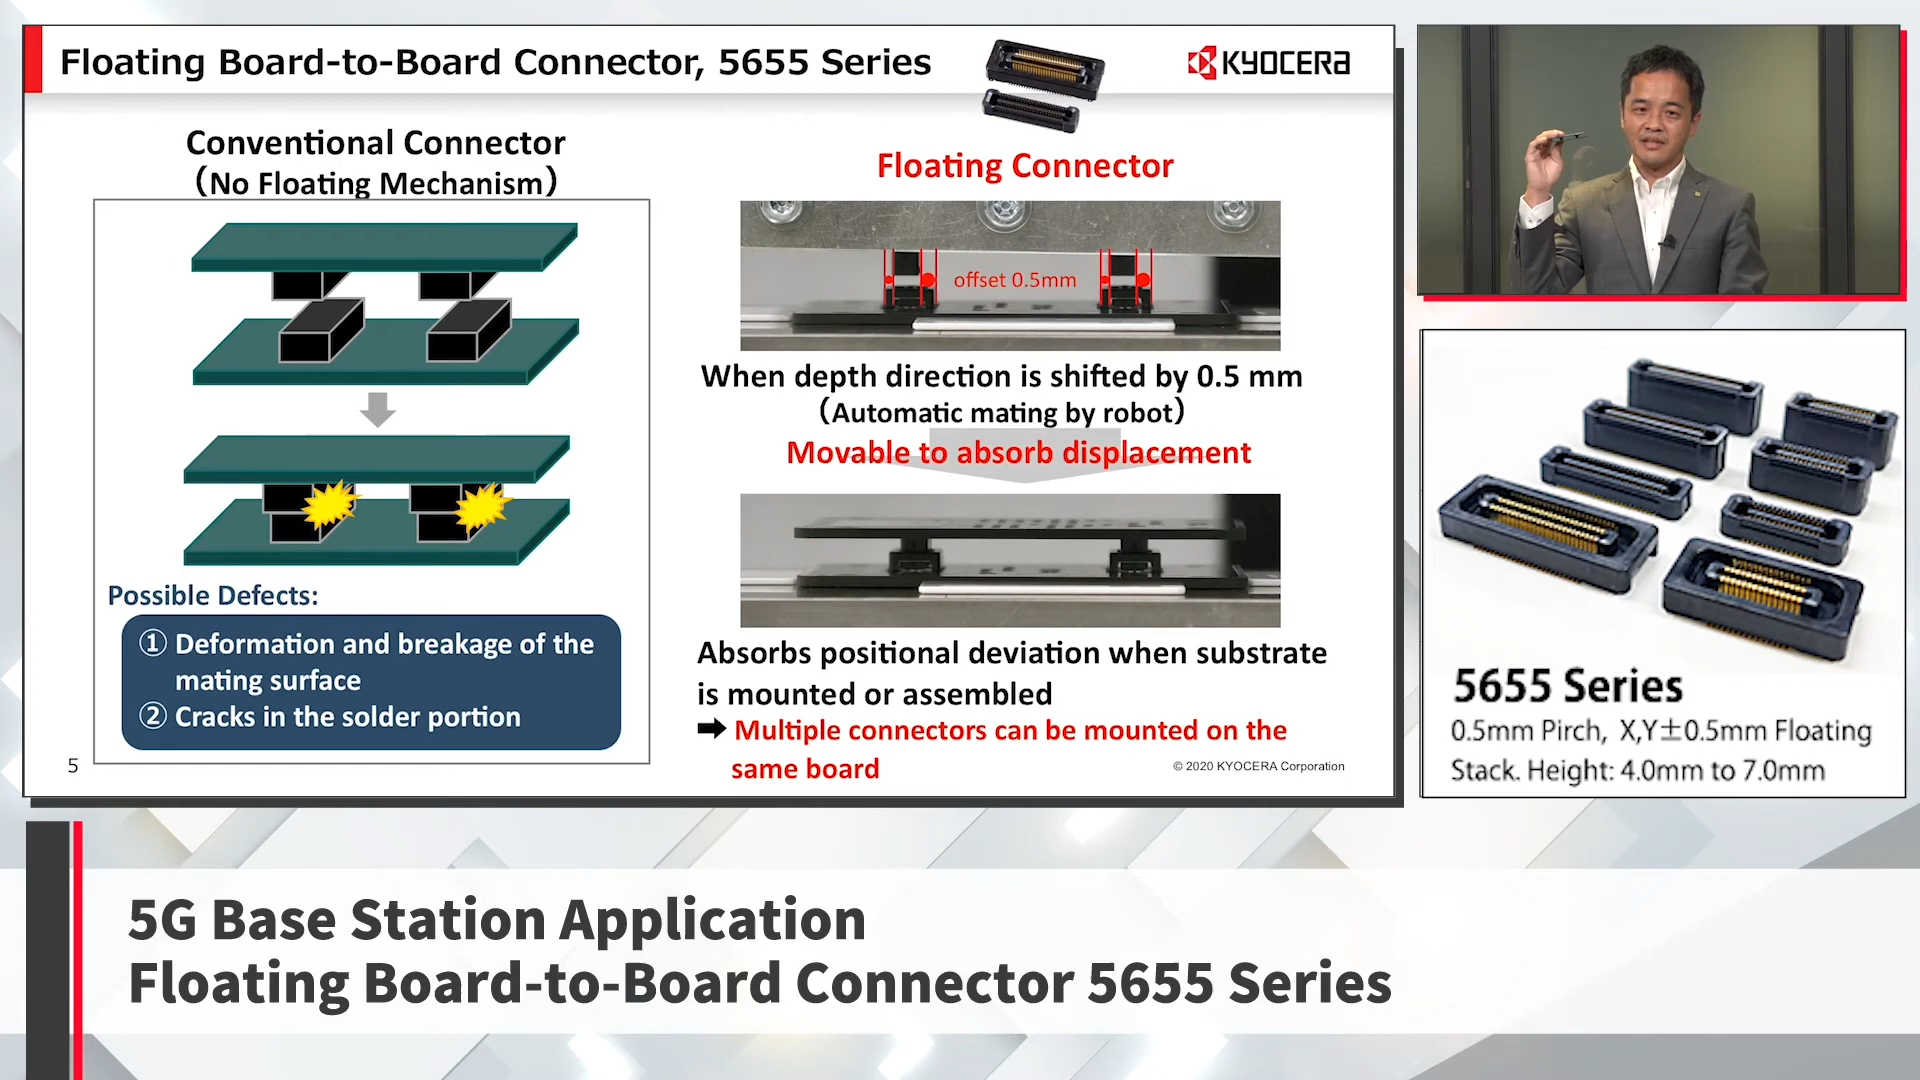 Floating Board-to-Board Connector, 5655 Series
KYOCERA
Conventional Connector
（No Floating Mechanism）
Possible Defects:
① Deformation and breakage of the
mating surface
② Cracks in the solder portion
5
Floating Connector
offset 0.5mm
When depth direction is shifted by 0.5 mm
（Automatic mating by robot）
Movable to absorb displacement
Absorbs positional deviation when substrate
is mounted or assembled
➡ Multiple connectors can be mounted on the
same board
© 2020 KYOCERA Corporation
5655 Series
0.5mm Pirch, X,Y±0.5mm Floating
Stack. Height: 4.0mm to 7.0mm
5G Base Station Application
Floating Board-to-Board Connector 5655 Series